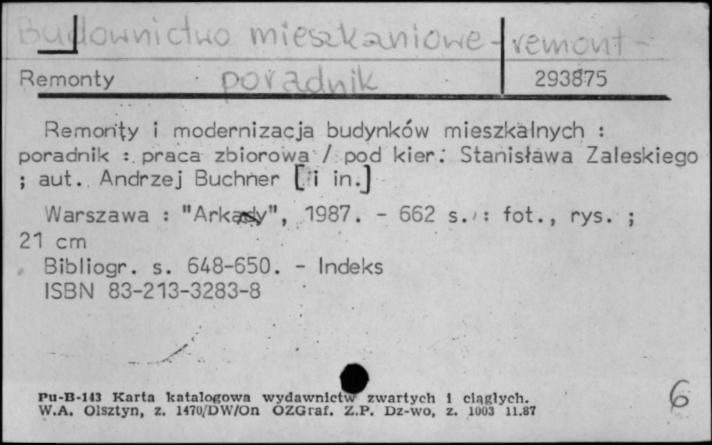 Budownictwo mieszkaniowe - remont -
Remonty poradnik 293875
Remonty i modernizacja budynków mieszkalnych :
poradnik : praca zbiorowa / pod kier. Stanisława Zaleskiego
; aut. Andrzej Buchner [i in.]
Warszawa : "Arkady", 1987. - 662 s. : fot., rys. ;
21 cm
Bibliogr. s. 648-650. - Indeks
ISBN 83-213-3283-8
Pu-B-143 Karta katalogowa wydawnictw zwartych i ciągłych.
W.A. Olsztyn, z. 1470/DW/On OZGraf. Z.P. Dz-wo, z. 1003 11.87
6